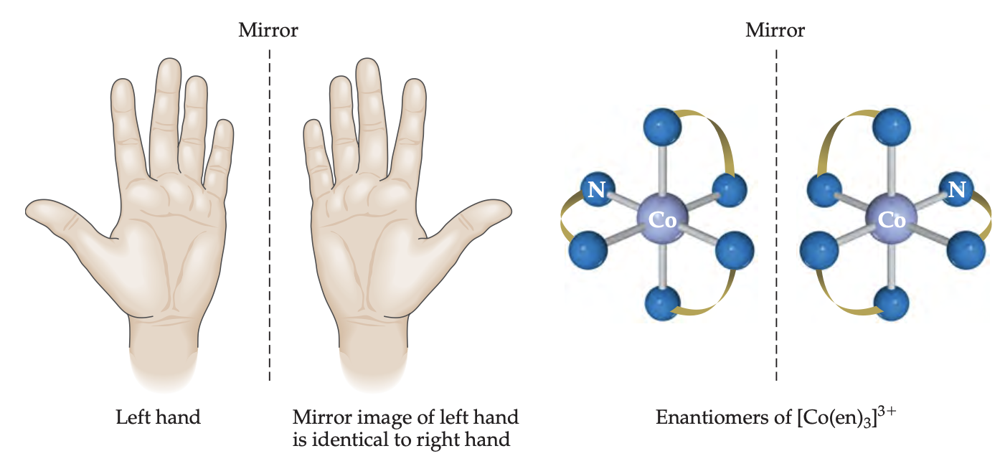 Mirror
Left hand
Mirror image of left hand
is identical to right hand
Mirror
N
Co
Co
N
Enantiomers of [Co(en)₃]³⁺